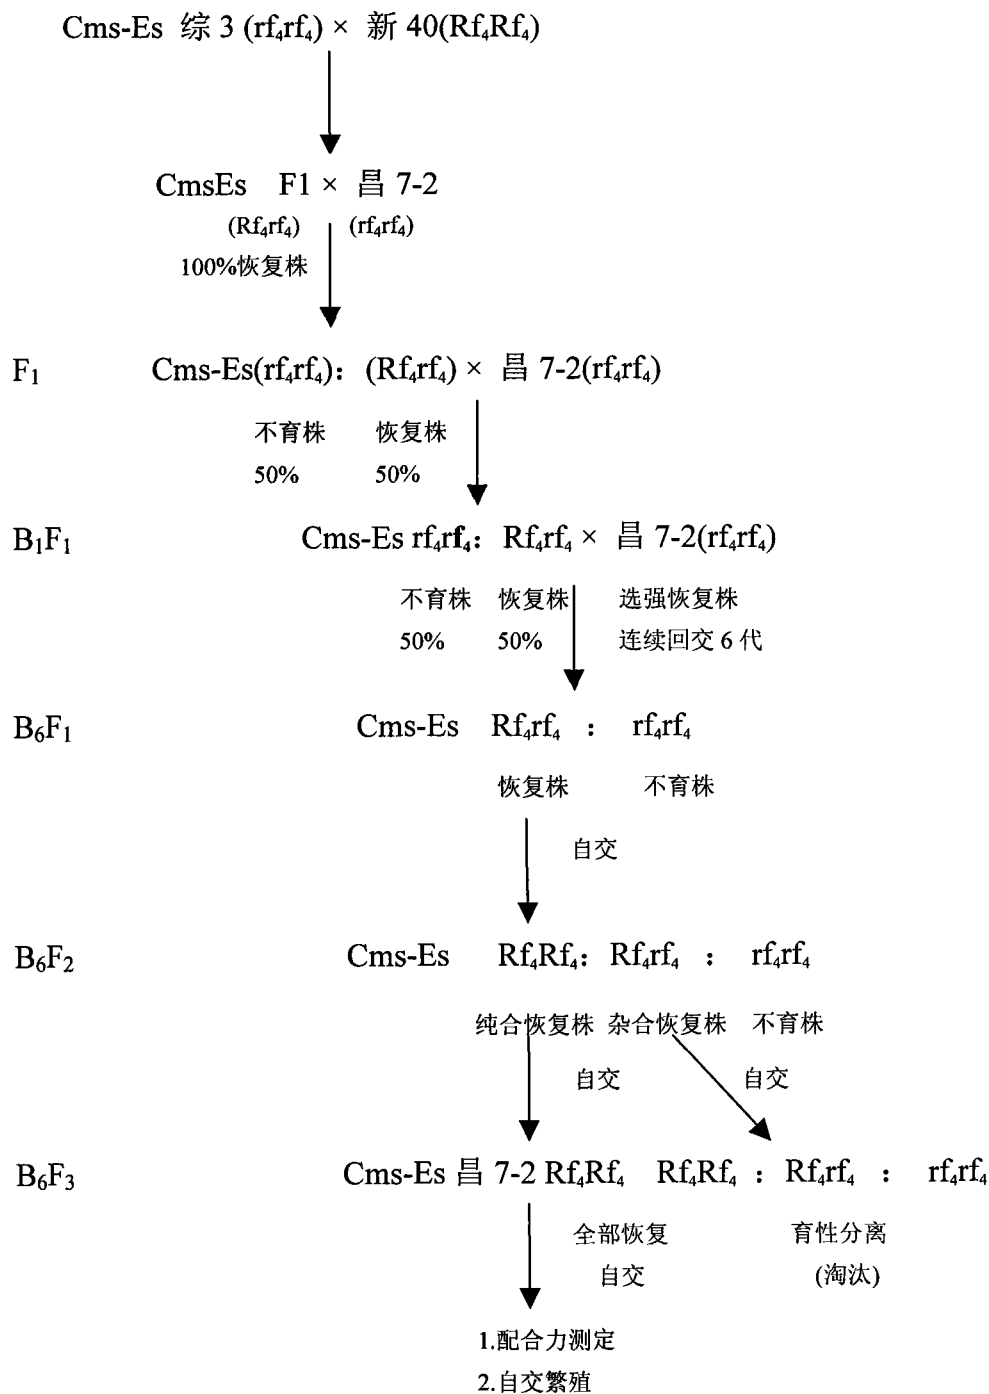 Cms-Es 综 3 (rf₄rf₄) × 新 40(Rf₄Rf₄)
CmsEs F1 × 昌 7-2
(Rf₄rf₄) (rf₄rf₄)
100%恢复株
F₁ Cms-Es(rf₄rf₄): (Rf₄rf₄) × 昌 7-2(rf₄rf₄)
不育株 恢复株
50% 50%
B₁F₁ Cms-Es rf₄rf₄: Rf₄rf₄ × 昌 7-2(rf₄rf₄)
不育株 恢复株 选强恢复株
50% 50% 连续回交 6 代
B₆F₁ Cms-Es Rf₄rf₄ : rf₄rf₄
恢复株 不育株
自交
B₆F₂ Cms-Es Rf₄Rf₄: Rf₄rf₄ : rf₄rf₄
纯合恢复株 杂合恢复株 不育株
自交 自交
B₆F₃ Cms-Es 昌 7-2 Rf₄Rf₄ Rf₄Rf₄ : Rf₄rf₄ : rf₄rf₄
全部恢复 育性分离
自交 (淘汰)
1.配合力测定
2.自交繁殖